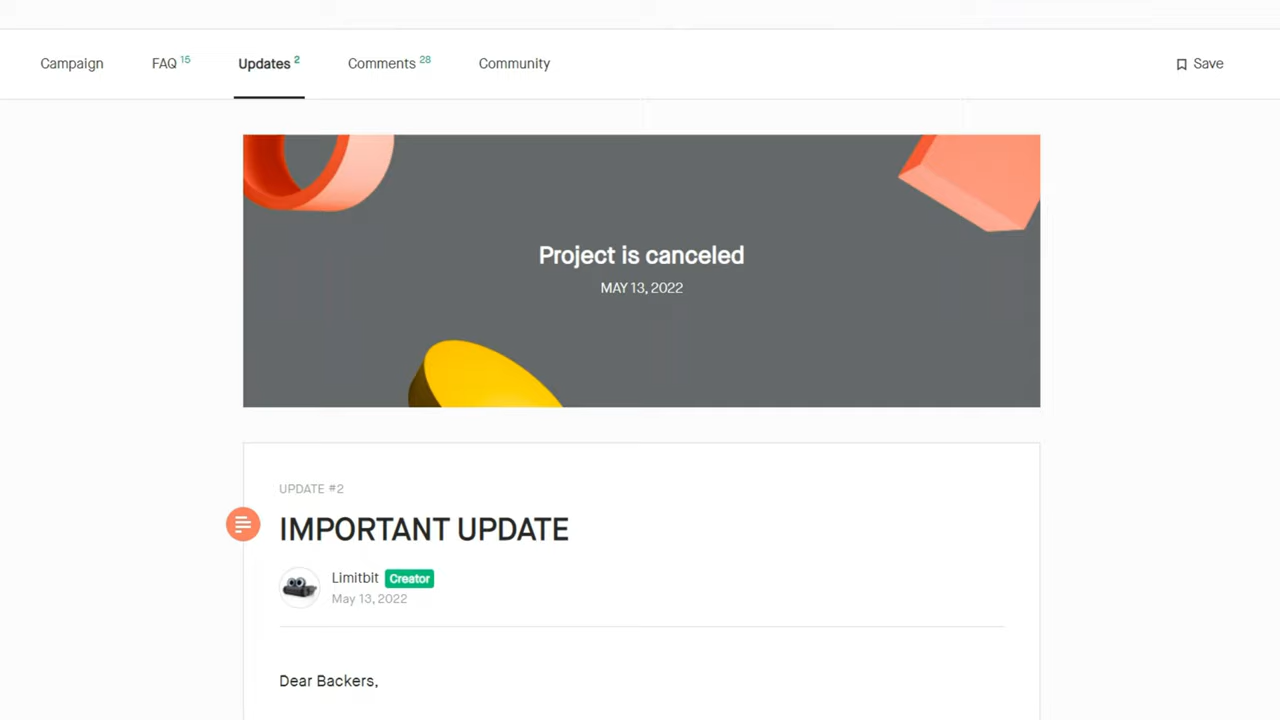 Campaign FAQ 15 Updates 2 Comments 28 Community Save
Project is canceled
MAY 13, 2022
UPDATE #2
IMPORTANT UPDATE
Limitbit Creator
May 13, 2022
Dear Backers,